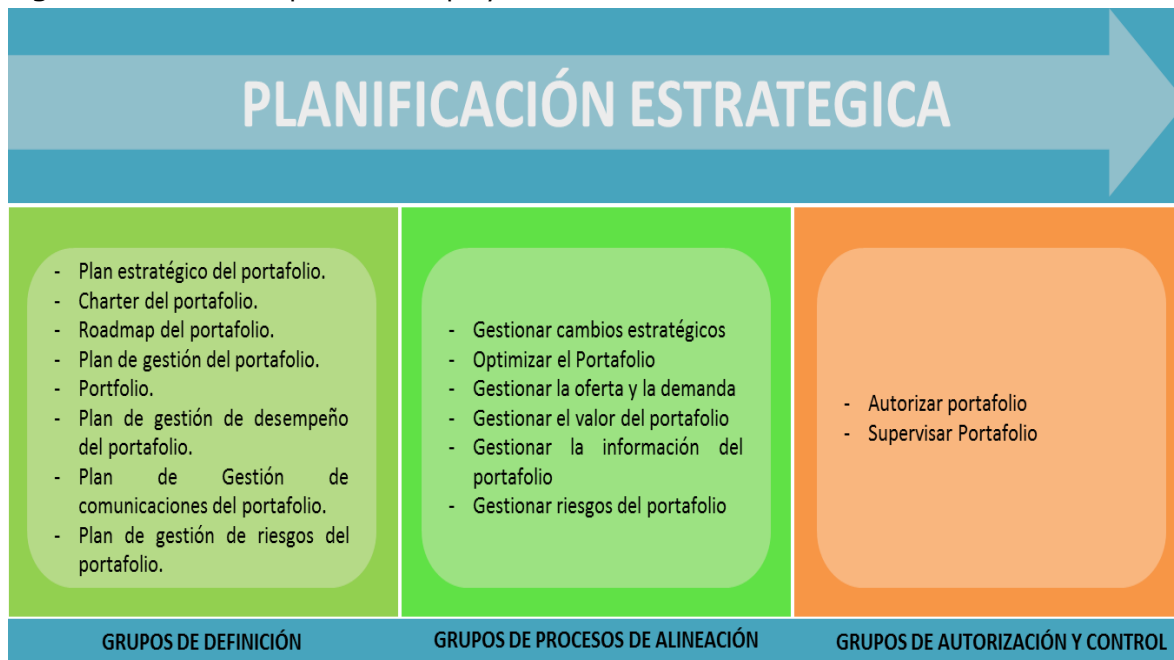 PLANIFICACIÓN ESTRATEGICA
- Plan estratégico del portafolio.
- Charter del portafolio.
- Roadmap del portafolio.
- Plan de gestión del portafolio.
- Portfolio.
- Plan de gestión de desempeño
del portafolio.
- Plan de Gestión de
comunicaciones del portafolio.
- Plan de gestión de riesgos del
portafolio.
GRUPOS DE DEFINICIÓN
- Gestionar cambios estratégicos
- Optimizar el Portafolio
- Gestionar la oferta y la demanda
- Gestionar el valor del portafolio
- Gestionar la información del
portafolio
- Gestionar riesgos del portafolio
GRUPOS DE PROCESOS DE ALINEACIÓN
- Autorizar portafolio
- Supervisar Portafolio
GRUPOS DE AUTORIZACIÓN Y CONTROL